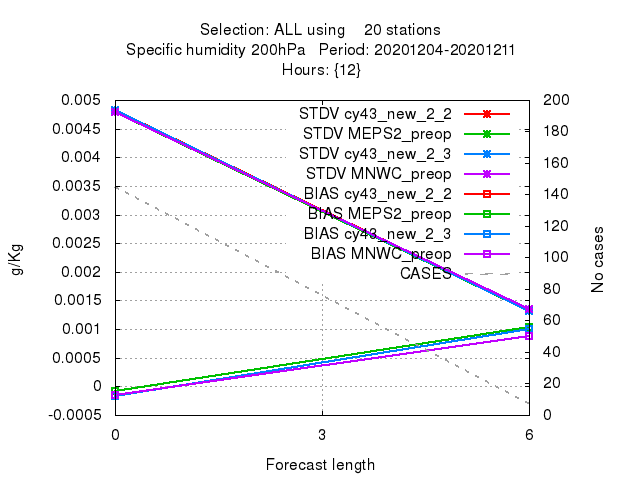 Selection: ALL using    20 stations
Specific humidity 200hPa   Period: 20201204-20201211
Hours: {12}
0.005
0.0045
0.004
0.0035
0.003
0.0025
0.002
0.0015
0.001
0.0005
0
-0.0005
g/Kg
STDV cy43_new_2_2
STDV MEPS2_preop
STDV cy43_new_2_3
STDV MNWC_preop
BIAS cy43_new_2_2
BIAS MEPS2_preop
BIAS cy43_new_2_3
BIAS MNWC_preop
CASES
200
180
160
140
120
100
80
60
40
20
0
No cases
0 3 6
Forecast length